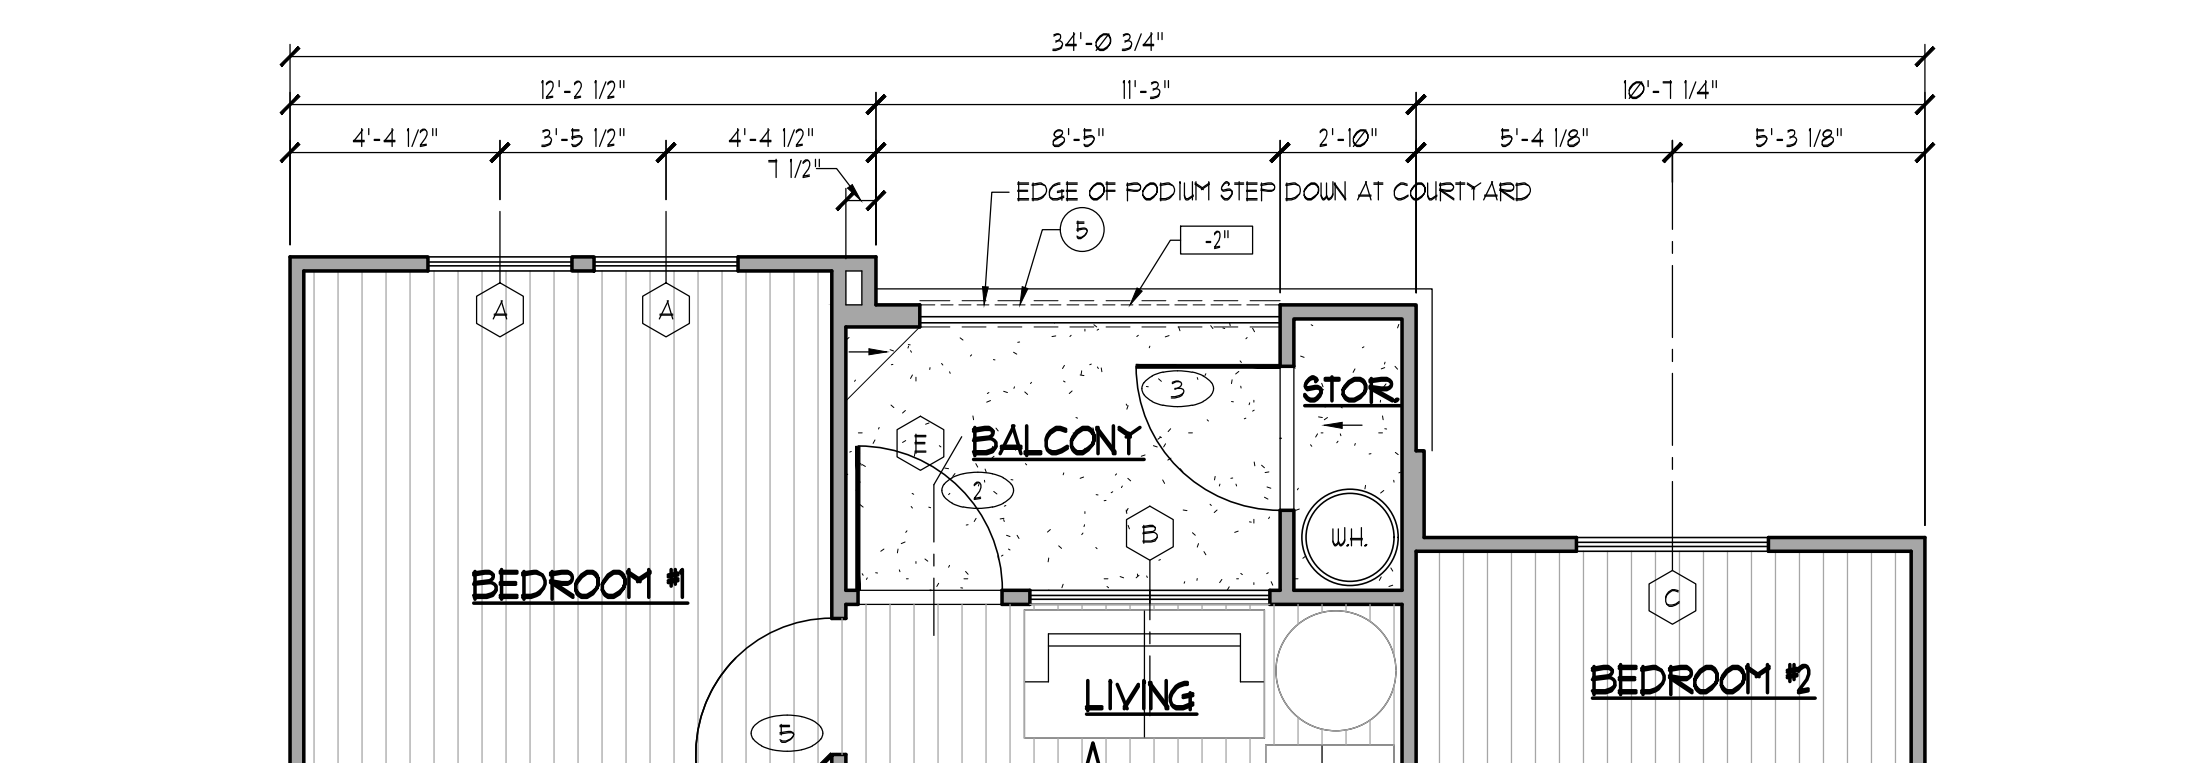 34'-0 3/4"
12'-2 1/2" 11'-3" 10'-7 1/4"
4'-4 1/2" 3'-5 1/2" 4'-4 1/2" 8'-5" 2'-10" 5'-4 1/8" 5'-3 1/8"
7 1/2"
EDGE OF PODIUM STEP DOWN AT COURTYARD
5
-2"
A A
3
STOR.
E
BALCONY
2
B
W.H.
BEDROOM #1
C
BEDROOM #2
LIVING
5